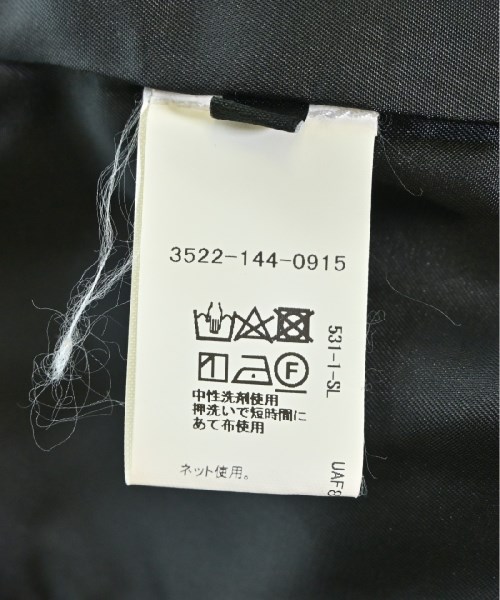 3522-144-0915
531-1-SL
中性洗剤使用
押洗いで短時間に
あて布使用
ネット使用。
UAF8